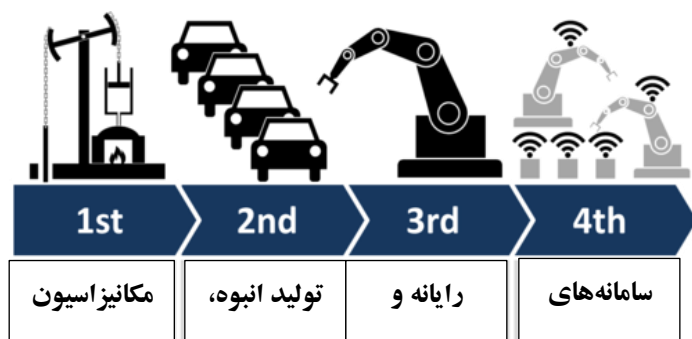 1st
2nd
3rd
4th
مکانیزاسیون
تولید انبوه،
رایانه و
سامانه‌های